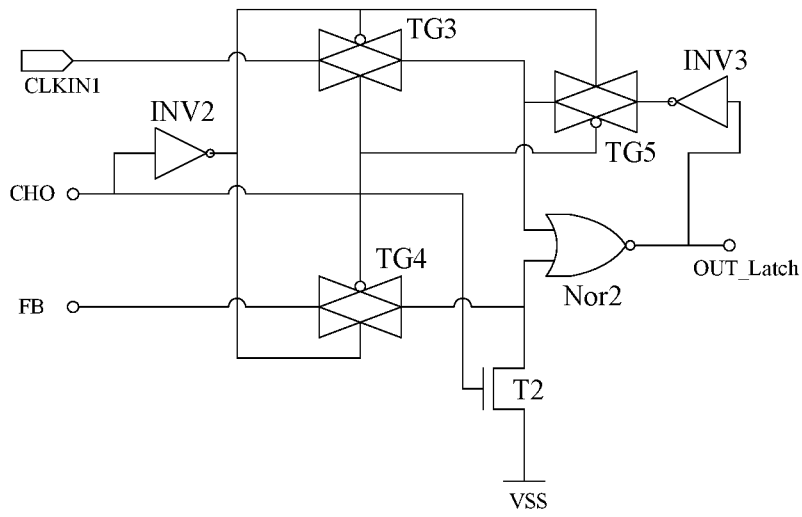 TG3
INV3
CLKIN1
INV2
TG5
CHO
TG4
OUT_Latch
FB
Nor2
T2
VSS